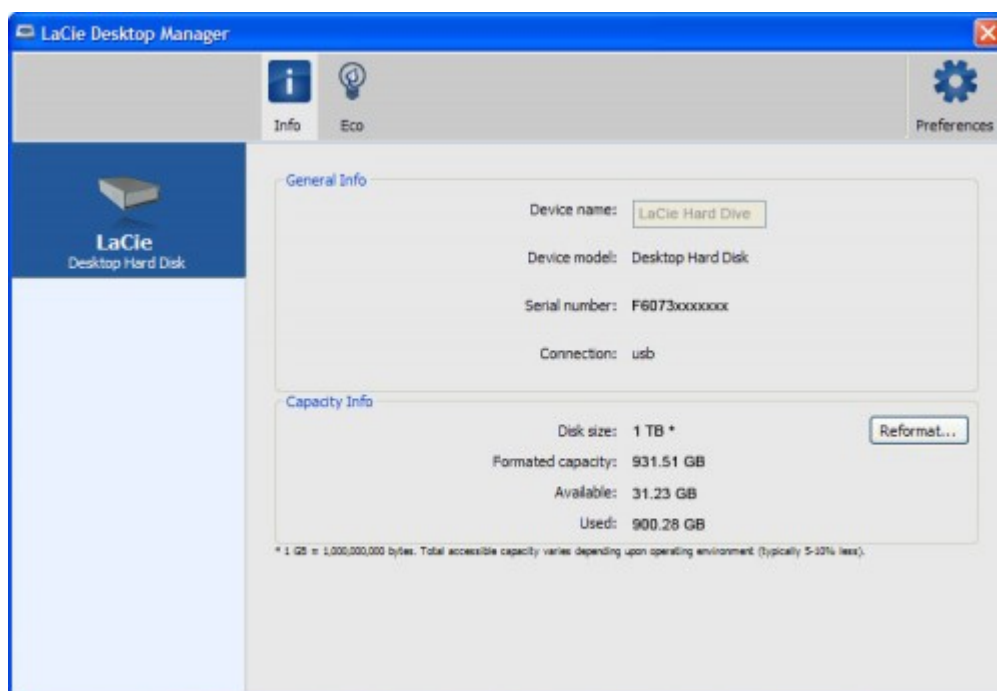 LaCie Desktop Manager
Info
Eco
Preferences
LaCie
Desktop Hard Disk
General Info
Device name: LaCie Hard Dive
Device model: Desktop Hard Disk
Serial number: F6073xxxxxxx
Connection: usb
Capacity Info
Disk size: 1 TB *
Reformat...
Formated capacity: 931.51 GB
Available: 31.23 GB
Used: 900.28 GB
* 1 GB = 1,000,000,000 bytes. Total accessible capacity varies depending upon operating environment (typically 5-10% less).